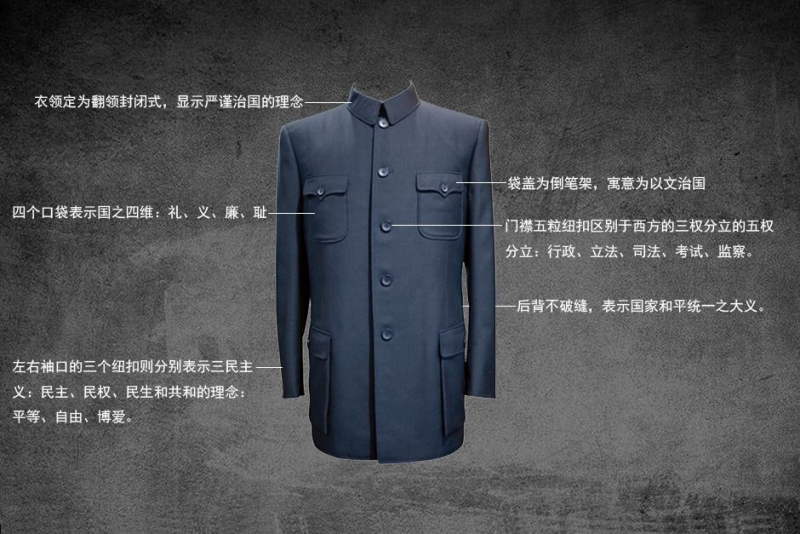 衣领定为翻领封闭式，显示严谨治国的理念
袋盖为倒笔架，寓意为以文治国
四个口袋表示国之四维：礼、义、廉、耻
门襟五粒纽扣区别于西方的三权分立的五权
分立：行政、立法、司法、考试、监察。
后背不破缝，表示国家和平统一之大义。
左右袖口的三个纽扣则分别表示三民主
义：民主、民权、民生和共和的理念：
平等、自由、博爱。